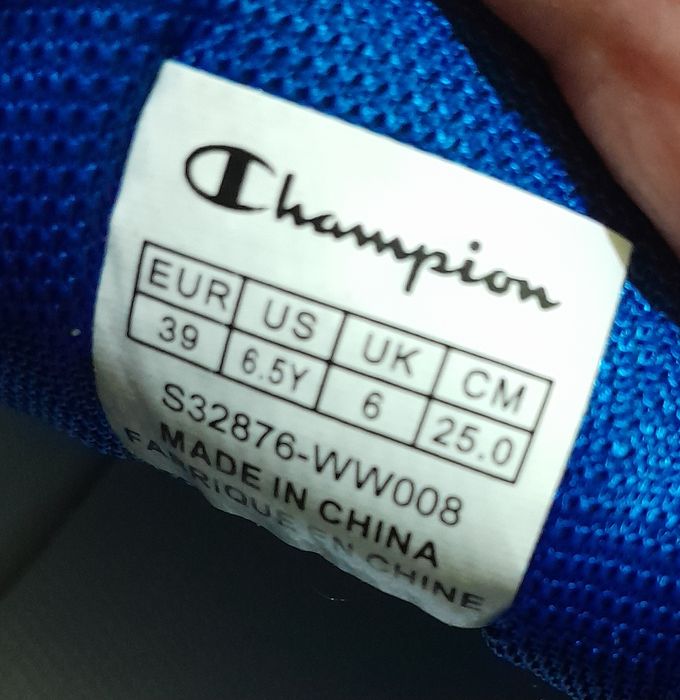 Champion
EUR US UK CM
39 6.5Y 6 25.0
S32876-WW008
MADE IN CHINA
FABRIQUE EN CHINE